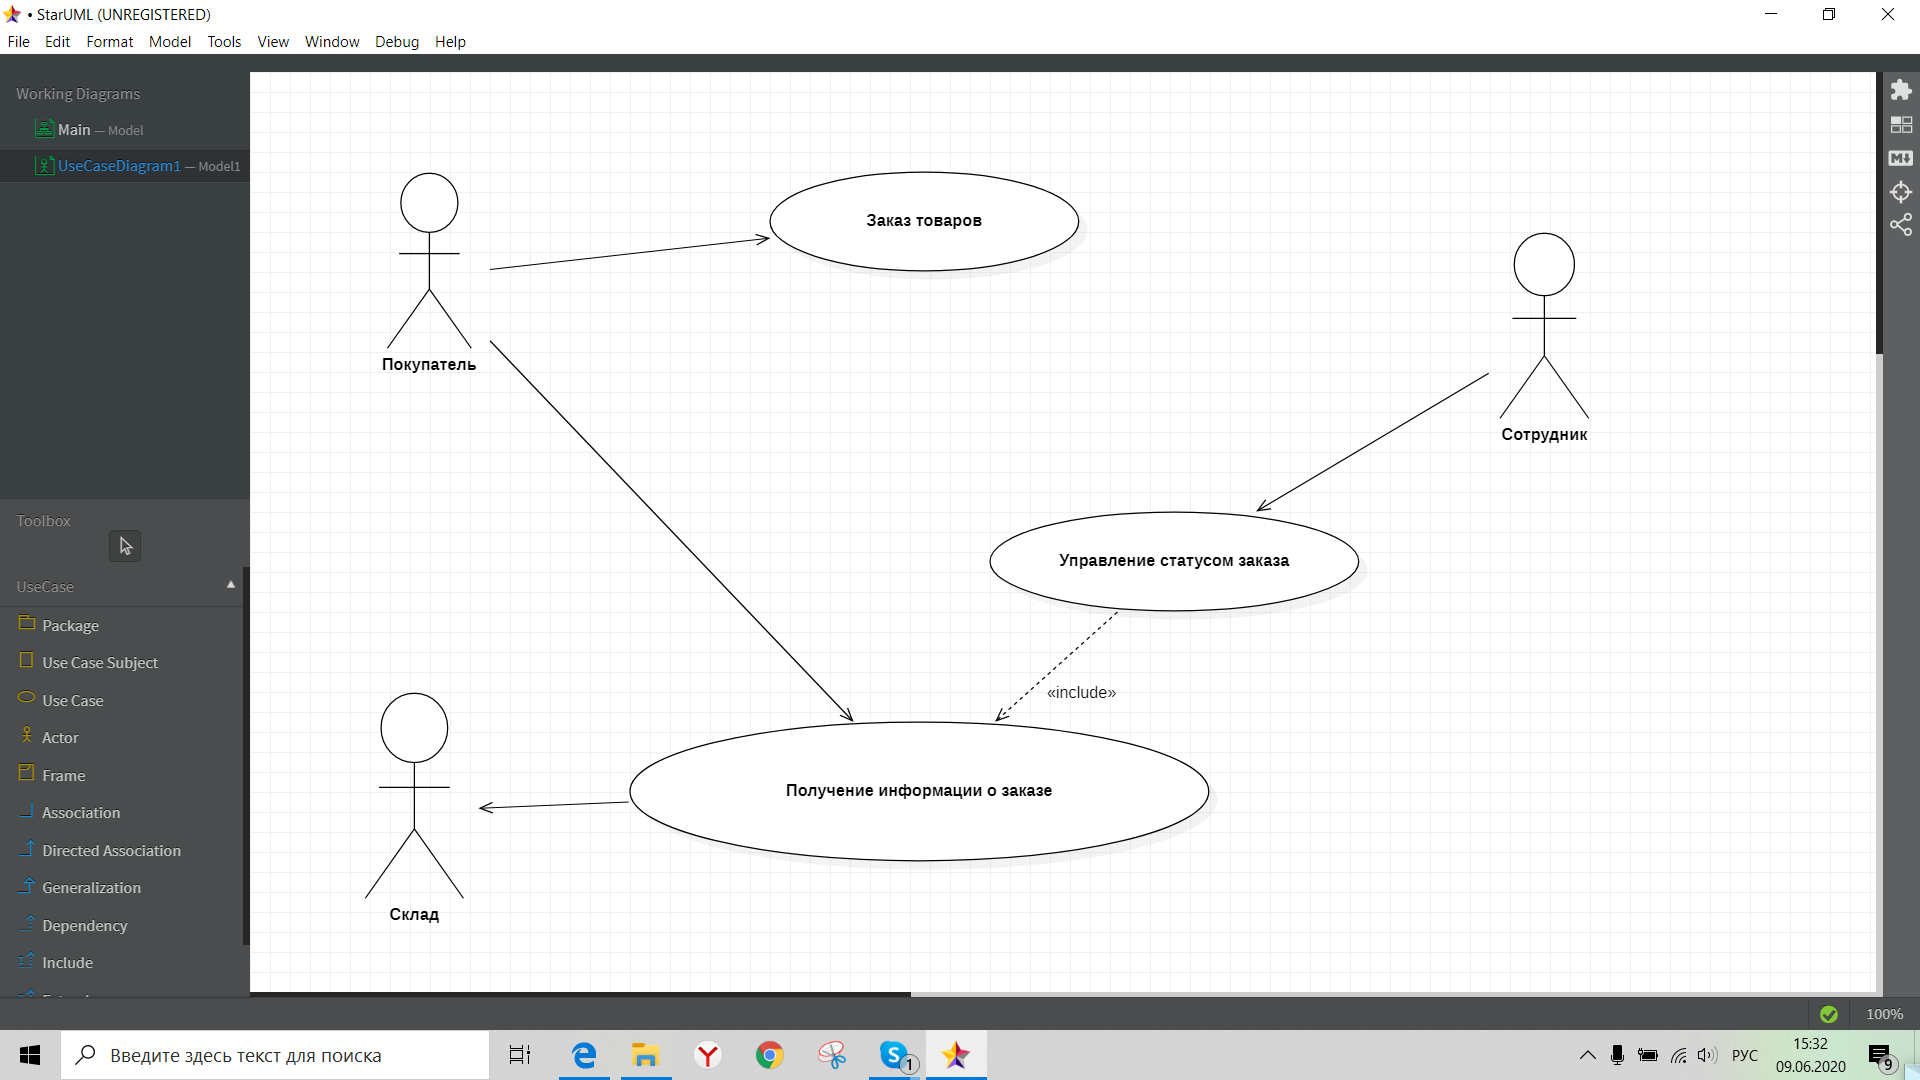 • StarUML (UNREGISTERED)
File Edit Format Model Tools View Window Debug Help
Working Diagrams
Main — Model
UseCaseDiagram1 — Model1
Toolbox
UseCase
Package
Use Case Subject
Use Case
Actor
Frame
Association
Directed Association
Generalization
Dependency
Include
Заказ товаров
Покупатель
Сотрудник
Управление статусом заказа
«include»
Получение информации о заказе
Склад
M
100%
Введите здесь текст для поиска
1
РУС
15:32
09.06.2020
9